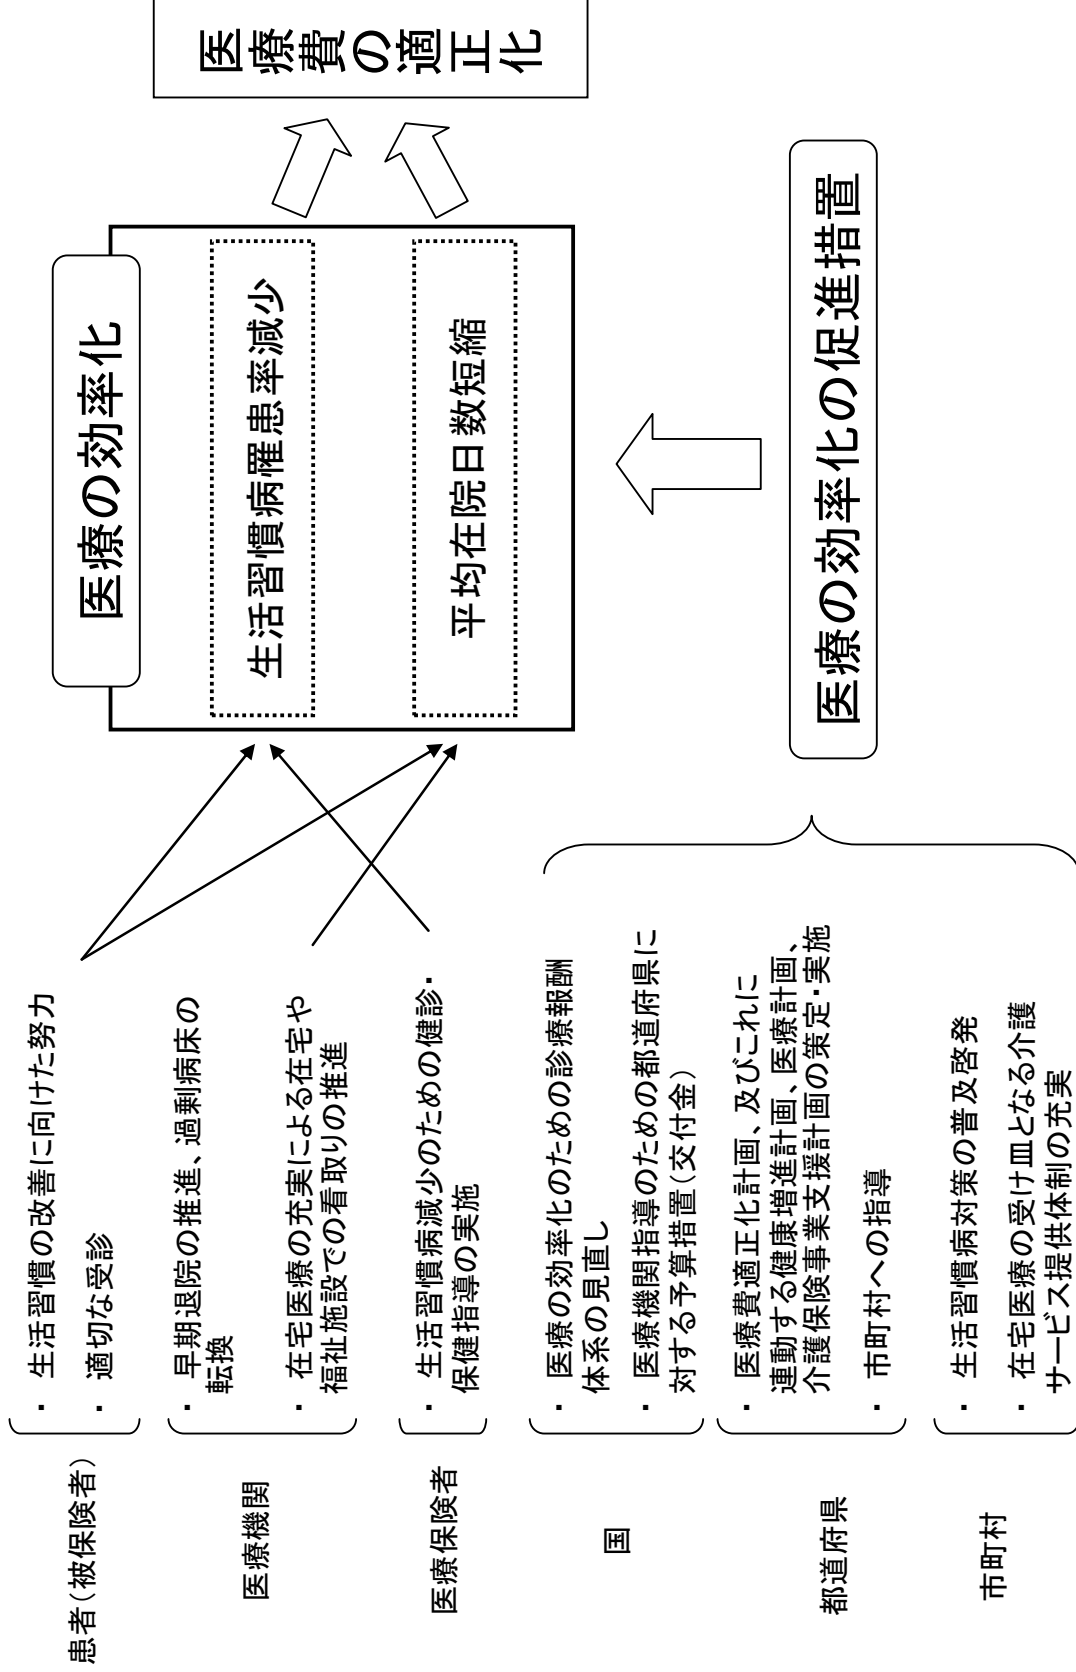 患者(被保険者)
・ 生活習慣の改善に向けた努力
・ 適切な受診
医療機関
・ 早期退院の推進、過剰病床の
転換
・ 在宅医療の充実による在宅や
福祉施設での看取りの推進
医療保険者
・ 生活習慣病減少のための健診・
保健指導の実施
国
・ 医療の効率化のための診療報酬
体系の見直し
・ 医療機関指導のための都道府県に
対する予算措置(交付金)
都道府県
・ 医療費適正化計画、及びこれに
連動する健康増進計画、医療計画、
介護保険事業支援計画の策定・実施
・ 市町村への指導
市町村
・ 生活習慣病対策の普及啓発
・ 在宅医療の受け皿となる介護
サービス提供体制の充実
医療の効率化
生活習慣病罹患率減少
平均在院日数短縮
医療の効率化の促進措置
医療費の適正化